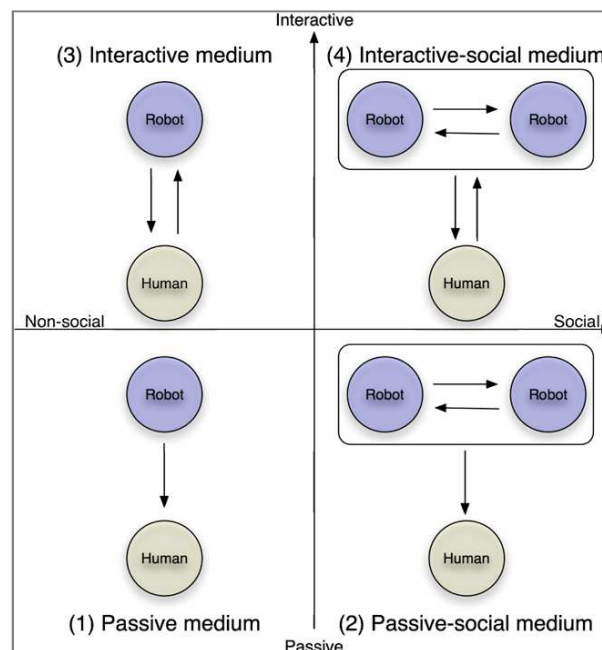 Interactive
(3) Interactive medium
(4) Interactive-social medium
Robot
Robot
Robot
Human
Human
Non-social
Social
Robot
Robot
Robot
Human
Human
(1) Passive medium
(2) Passive-social medium
Passive